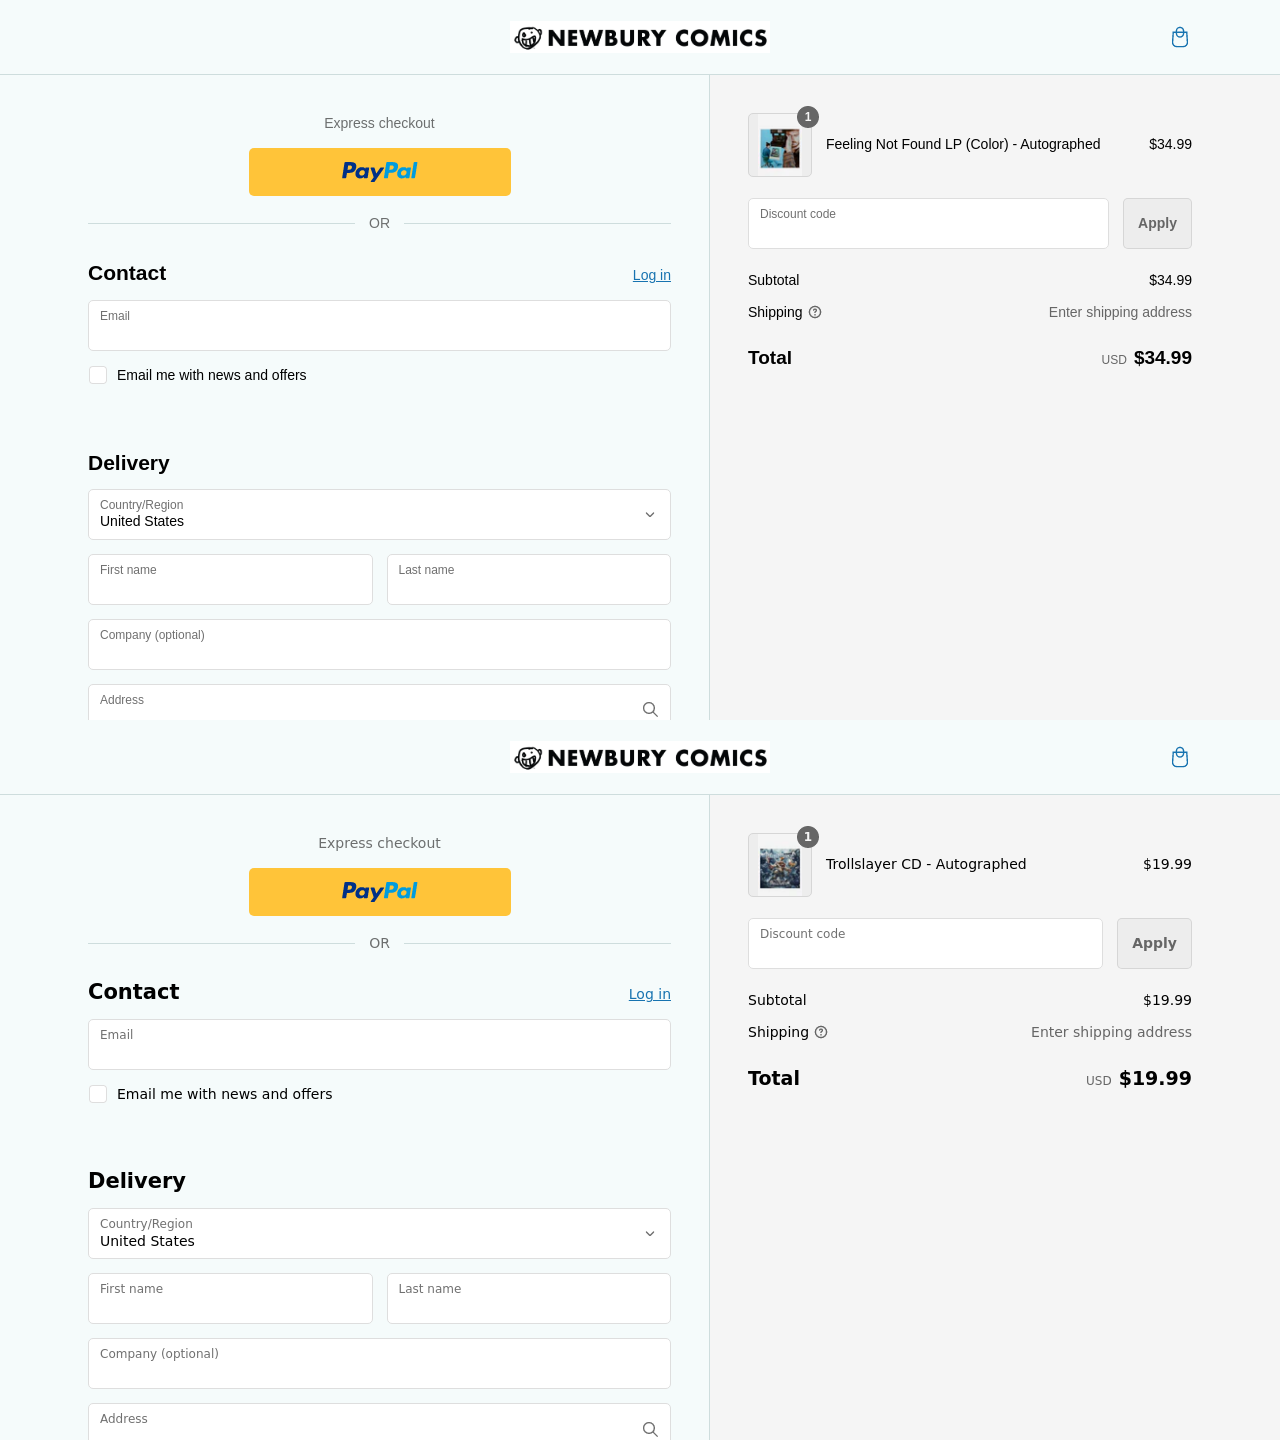 NEWBURY COMICS
Express checkout
PayPal
OR
Contact
Log in
Email
Email me with news and offers
Delivery
Country/Region
United States
First name
Last name
Company (optional)
Address
1
Feeling Not Found LP (Color) - Autographed
$34.99
Discount code
Apply
Subtotal
$34.99
Shipping
Enter shipping address
Total
USD $34.99
NEWBURY COMICS
Express checkout
PayPal
OR
Contact
Log in
Email
Email me with news and offers
Delivery
Country/Region
United States
First name
Last name
Company (optional)
Address
1
Trollslayer CD - Autographed
$19.99
Discount code
Apply
Subtotal
$19.99
Shipping
Enter shipping address
Total
USD $19.99